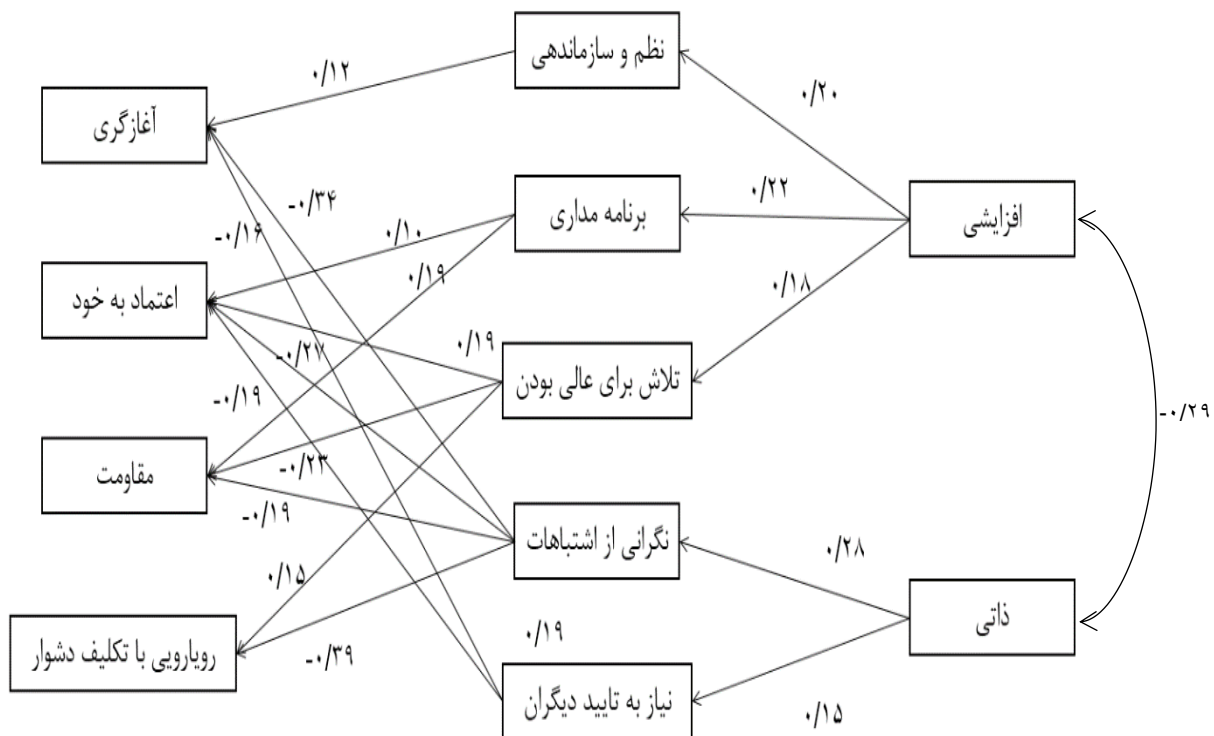 نظم و سازماندهی
۰/۱۲
۰/۲۰
آغازگری
-۰/۳۴
برنامه مداری
۰/۲۲
افزایشی
-۰/۱۶
۰/۱۰
۰/۱۹
۰/۱۸
اعتماد به خود
۰/۱۹
-۰/۲۷
تلاش برای عالی بودن
-۰/۲۹
-۰/۱۹
مقاومت
-۰/۲۳
-۰/۱۹
نگرانی از اشتباهات
۰/۲۸
۰/۱۵
ذاتی
رویارویی با تکلیف دشوار
۰/۱۹
-۰/۳۹
نیاز به تایید دیگران
۰/۱۵